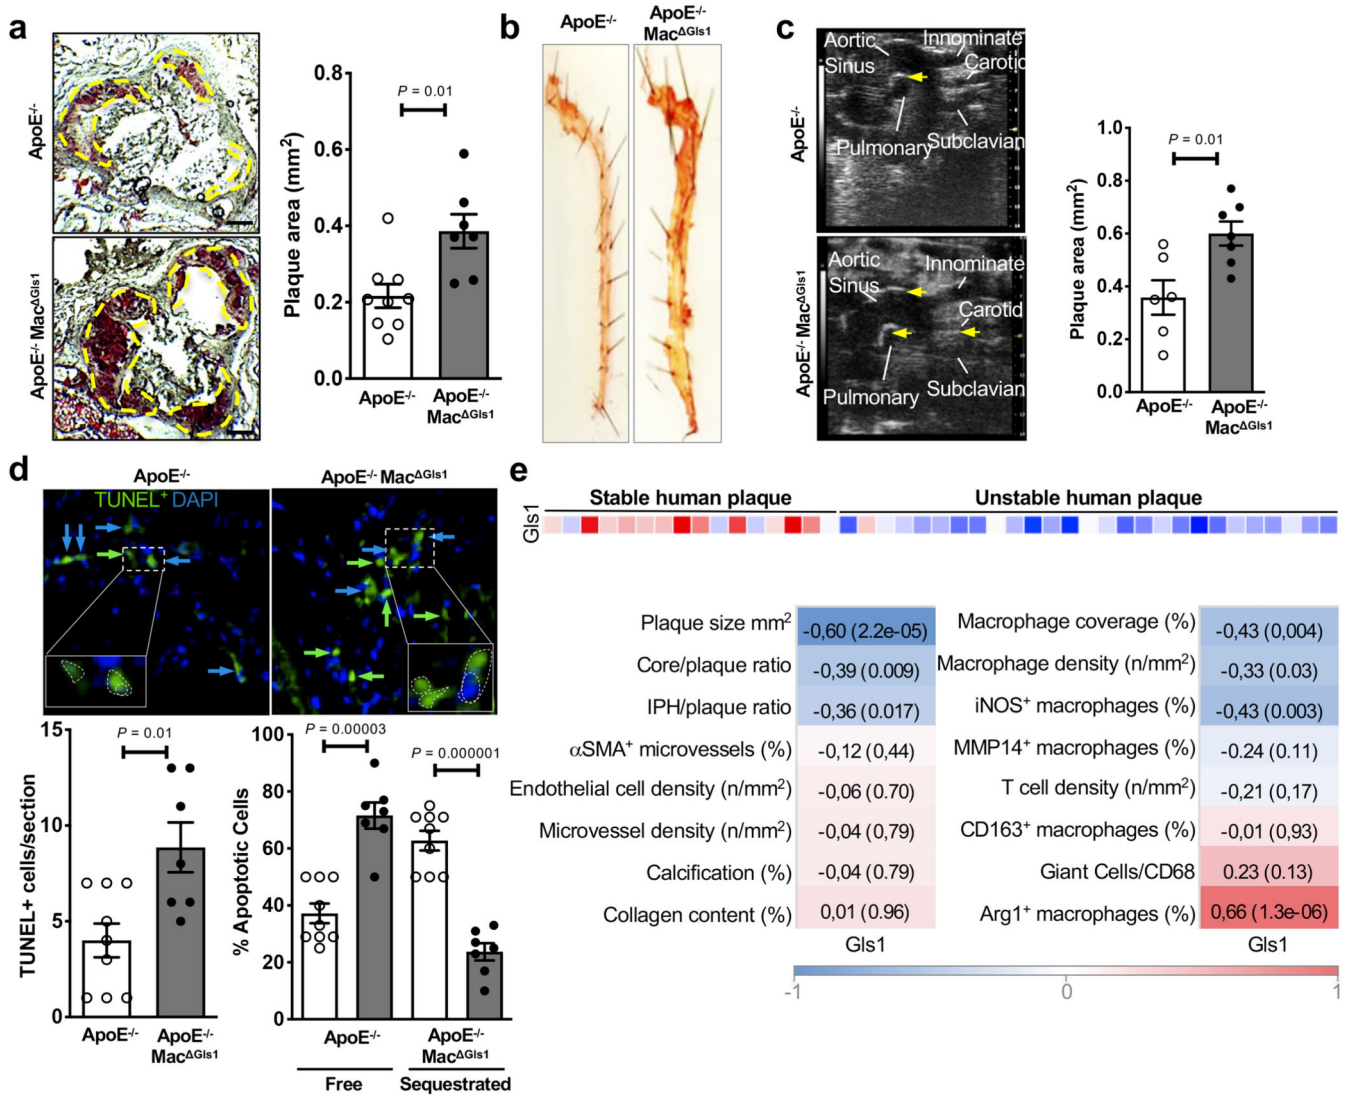 a
ApoE-/-
ApoE-/- MacΔGls1
Plaque area (mm2)
0.8
0.6
0.4
0.2
0.0
P = 0.01
ApoE-/-
ApoE-/-
MacΔGls1
b
ApoE-/-
ApoE-/-
MacΔGls1
c
ApoE-/-
Aortic
Sinus
Innominate
Carotid
Pulmonary
Subclavian
ApoE-/- MacΔGls1
Aortic
Sinus
Innominate
Carotid
Pulmonary
Subclavian
Plaque area (mm2)
1.0
0.8
0.6
0.4
0.2
0.0
P = 0.01
ApoE-/-
ApoE-/-
MacΔGls1
d
ApoE-/-
ApoE-/- MacΔGls1
TUNEL+ DAPI
TUNEL+ cells/section
15
10
5
0
P = 0.01
ApoE-/-
ApoE-/-
MacΔGls1
% Apoptotic Cells
100
80
60
40
20
0
P = 0.00003
P = 0.000001
ApoE-/-
ApoE-/-
MacΔGls1
Free
Sequestrated
e
Stable human plaque
Unstable human plaque
Gls1
Plaque size mm2 -0,60 (2.2e-05)
Core/plaque ratio -0,39 (0.009)
IPH/plaque ratio -0,36 (0.017)
αSMA+ microvessels (%) -0,12 (0,44)
Endothelial cell density (n/mm2) -0,06 (0.70)
Microvessel density (n/mm2) -0,04 (0,79)
Calcification (%) -0,04 (0.79)
Collagen content (%) 0,01 (0.96)
Gls1
Macrophage coverage (%) -0,43 (0,004)
Macrophage density (n/mm2) -0,33 (0.03)
iNOS+ macrophages (%) -0,43 (0.003)
MMP14+ macrophages (%) -0.24 (0.11)
T cell density (n/mm2) -0,21 (0,17)
CD163+ macrophages (%) -0,01 (0,93)
Giant Cells/CD68 0.23 (0.13)
Arg1+ macrophages (%) 0,66 (1.3e-06)
Gls1
-1
0
1